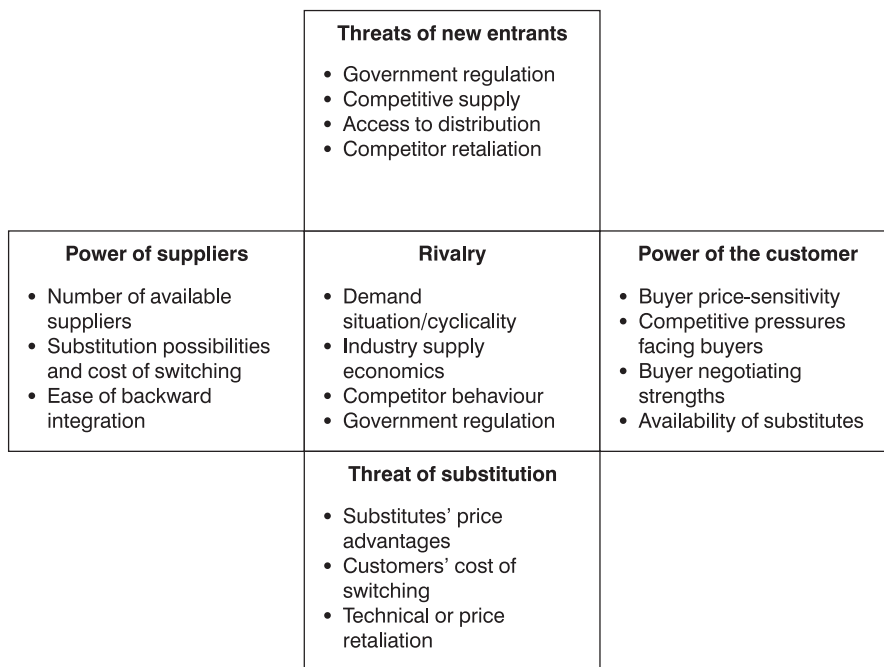 Threats of new entrants
• Government regulation
• Competitive supply
• Access to distribution
• Competitor retaliation
Power of suppliers
• Number of available
suppliers
• Substitution possibilities
and cost of switching
• Ease of backward
integration
Rivalry
• Demand
situation/cyclicality
• Industry supply
economics
• Competitor behaviour
• Government regulation
Power of the customer
• Buyer price-sensitivity
• Competitive pressures
facing buyers
• Buyer negotiating
strengths
• Availability of substitutes
Threat of substitution
• Substitutes’ price
advantages
• Customers’ cost of
switching
• Technical or price
retaliation